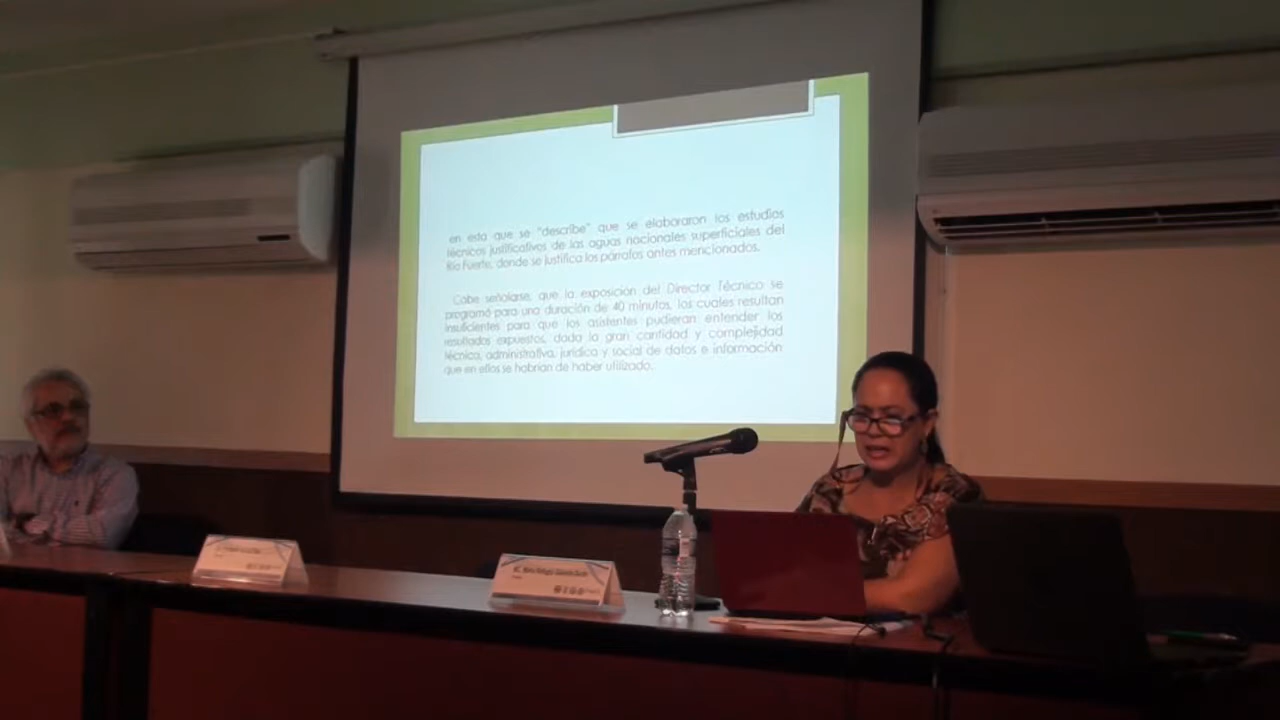 en esta que se "describe" que se elaboraron los estudios
técnicos justificativos de las aguas nacionales superficiales del
Río Fuerte, donde se justifica los párrafos antes mencionados.
Cabe señalarse, que la exposición del Director Técnico se
programó para una duración de 40 minutos, los cuales resultan
insuficientes para que los asistentes pudieran entender los
resultados expuestos, dada la gran cantidad y complejidad
técnica, administrativa, jurídica y social de datos e información
que en ellos se habrían de haber utilizado.